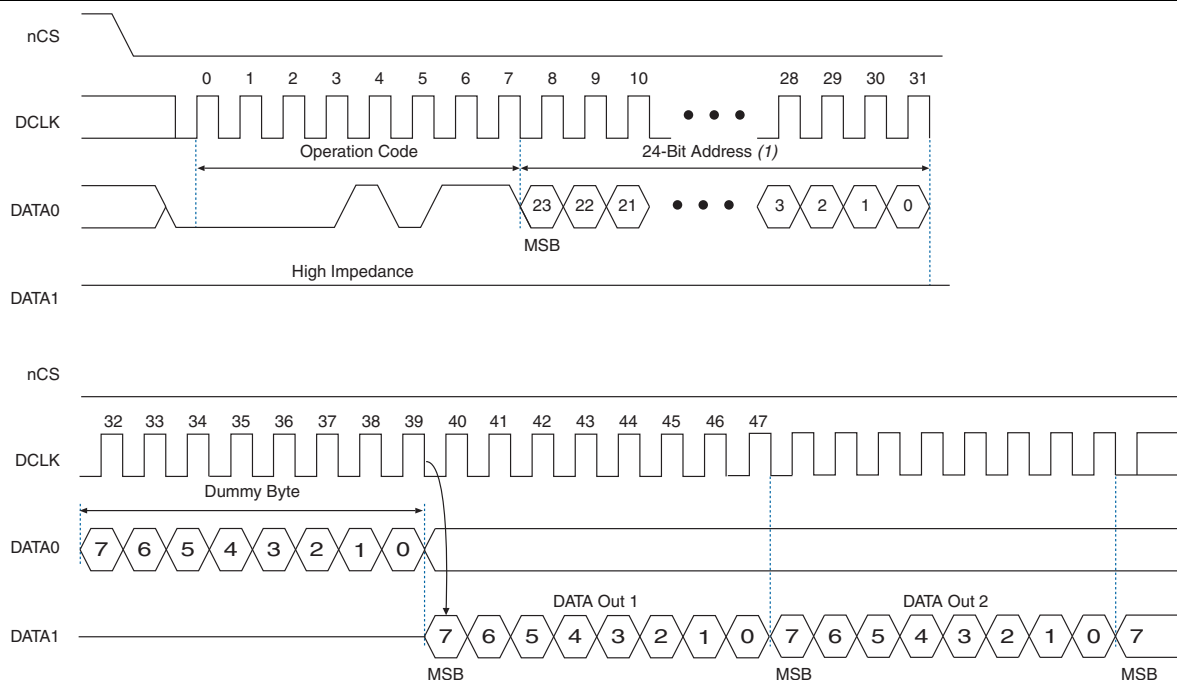 nCS
0 1 2 3 4 5 6 7 8 9 10 28 29 30 31
DCLK
Operation Code
24-Bit Address (1)
DATA0
23 22 21 3 2 1 0
MSB
High Impedance
DATA1
nCS
32 33 34 35 36 37 38 39 40 41 42 43 44 45 46 47
DCLK
Dummy Byte
DATA0
7 6 5 4 3 2 1 0
DATA Out 1
DATA Out 2
DATA1
7 6 5 4 3 2 1 0 7 6 5 4 3 2 1 0 7
MSB
MSB
MSB